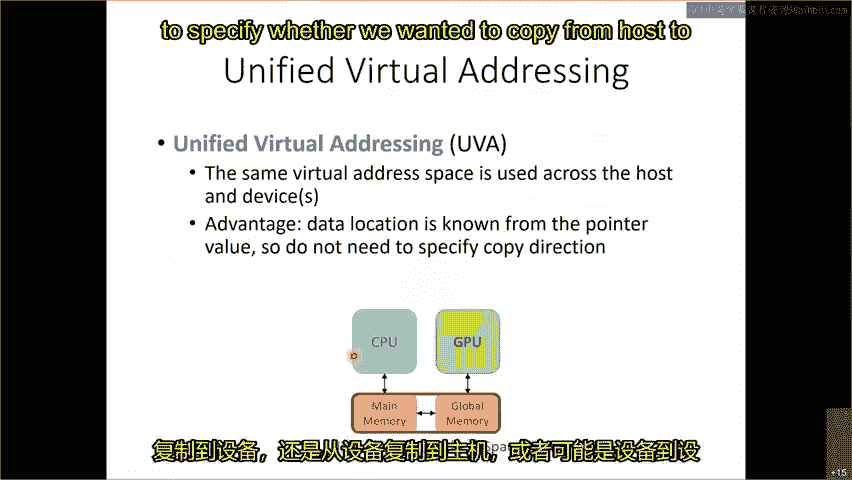 to specify whether we wanted to copy from host to
Unified Virtual Addressing
• Unified Virtual Addressing (UVA)
• The same virtual address space is used across the host
and device(s)
• Advantage: data location is known from the pointer
value, so do not need to specify copy direction
CPU
GPU
Main
Memory
Global
Memory
复制到设备，还是从设备复制到主机，或者可能是设备到设
+15